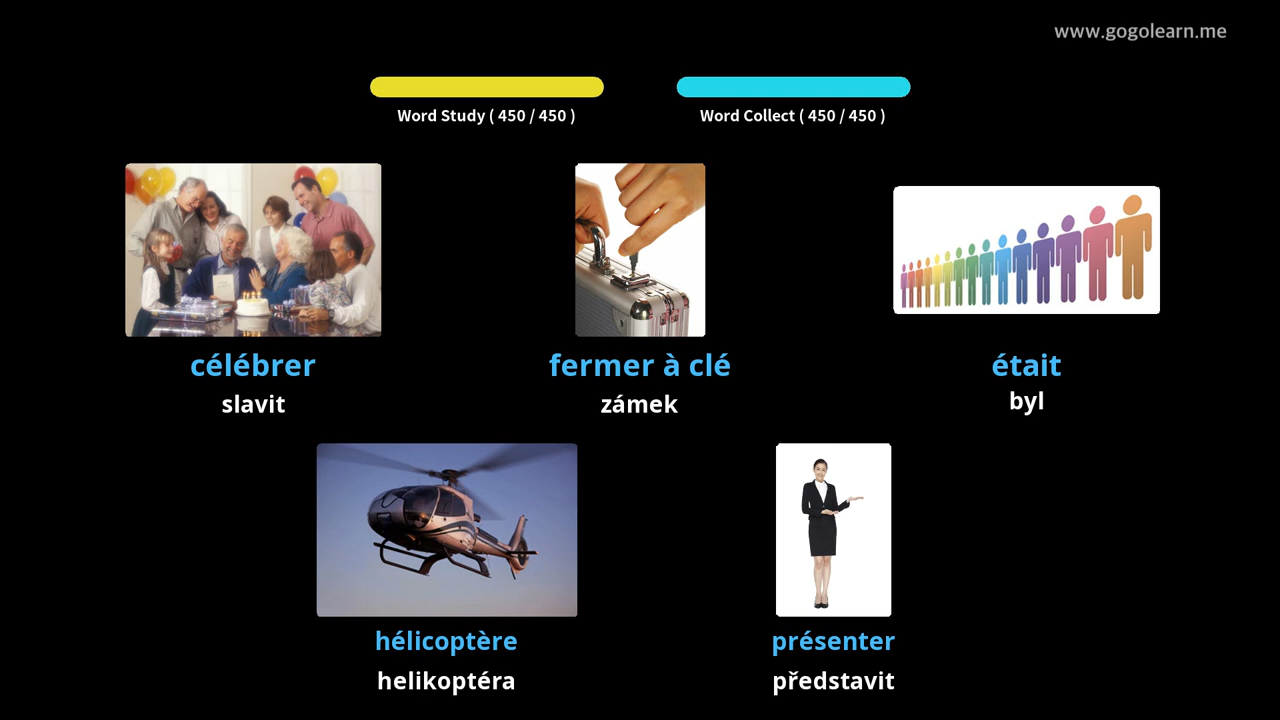 www.gogolearn.me
Word Study ( 450 / 450 )
Word Collect ( 450 / 450 )
célébrer
slavit
fermer à clé
zámek
était
byl
hélicoptère
helikoptéra
présenter
představit